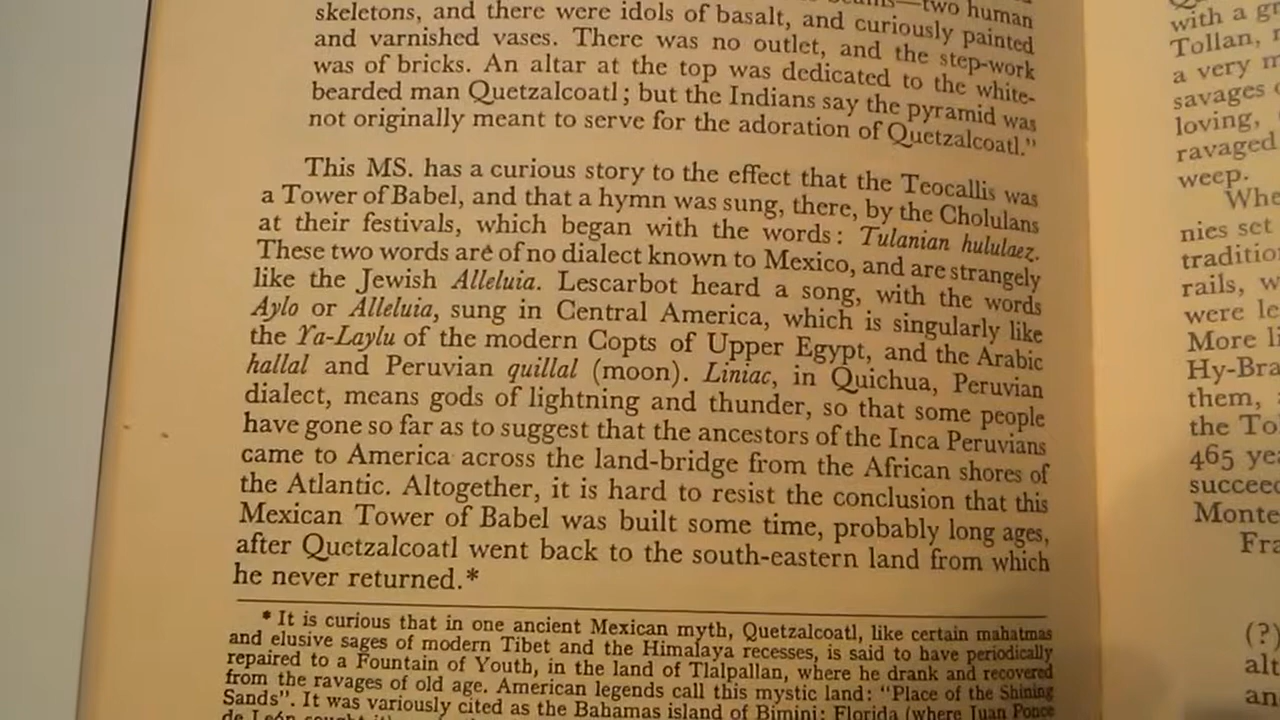 two human
skeletons, and there were idols of basalt, and curiously painted
and varnished vases. There was no outlet, and the step-work
was of bricks. An altar at the top was dedicated to the white-
bearded man Quetzalcoatl; but the Indians say the pyramid was
not originally meant to serve for the adoration of Quetzalcoatl."
This MS. has a curious story to the effect that the Teocallis was
a Tower of Babel, and that a hymn was sung, there, by the Cholulans
at their festivals, which began with the words: Tulanian hululaez.
These two words are of no dialect known to Mexico, and are strangely
like the Jewish Alleluia. Lescarbot heard a song, with the words
Aylo or Alleluia, sung in Central America, which is singularly like
the Ya-Laylu of the modern Copts of Upper Egypt, and the Arabic
hallal and Peruvian quillal (moon). Liniac, in Quichua, Peruvian
dialect, means gods of lightning and thunder, so that some people
have gone so far as to suggest that the ancestors of the Inca Peruvians
came to America across the land-bridge from the African shores of
the Atlantic. Altogether, it is hard to resist the conclusion that this
Mexican Tower of Babel was built some time, probably long ages,
after Quetzalcoatl went back to the south-eastern land from which
he never returned.*
* It is curious that in one ancient Mexican myth, Quetzalcoatl, like certain mahatmas
and elusive sages of modern Tibet and the Himalaya recesses, is said to have periodically
repaired to a Fountain of Youth, in the land of Tlalpallan, where he drank and recovered
from the ravages of old age. American legends call this mystic land: "Place of the Shining
Sands". It was variously cited as the Bahamas island of Bimini; Florida (where Juan Ponce
de León
with a
Tollan,
a very
savages
loving,
ravaged
weep.
Whe
nies set
traditio
rails, w
were le
More li
Hy-Bra
them,
the To
465 yea
succeed
Monte
Fra
(?)
alt
an